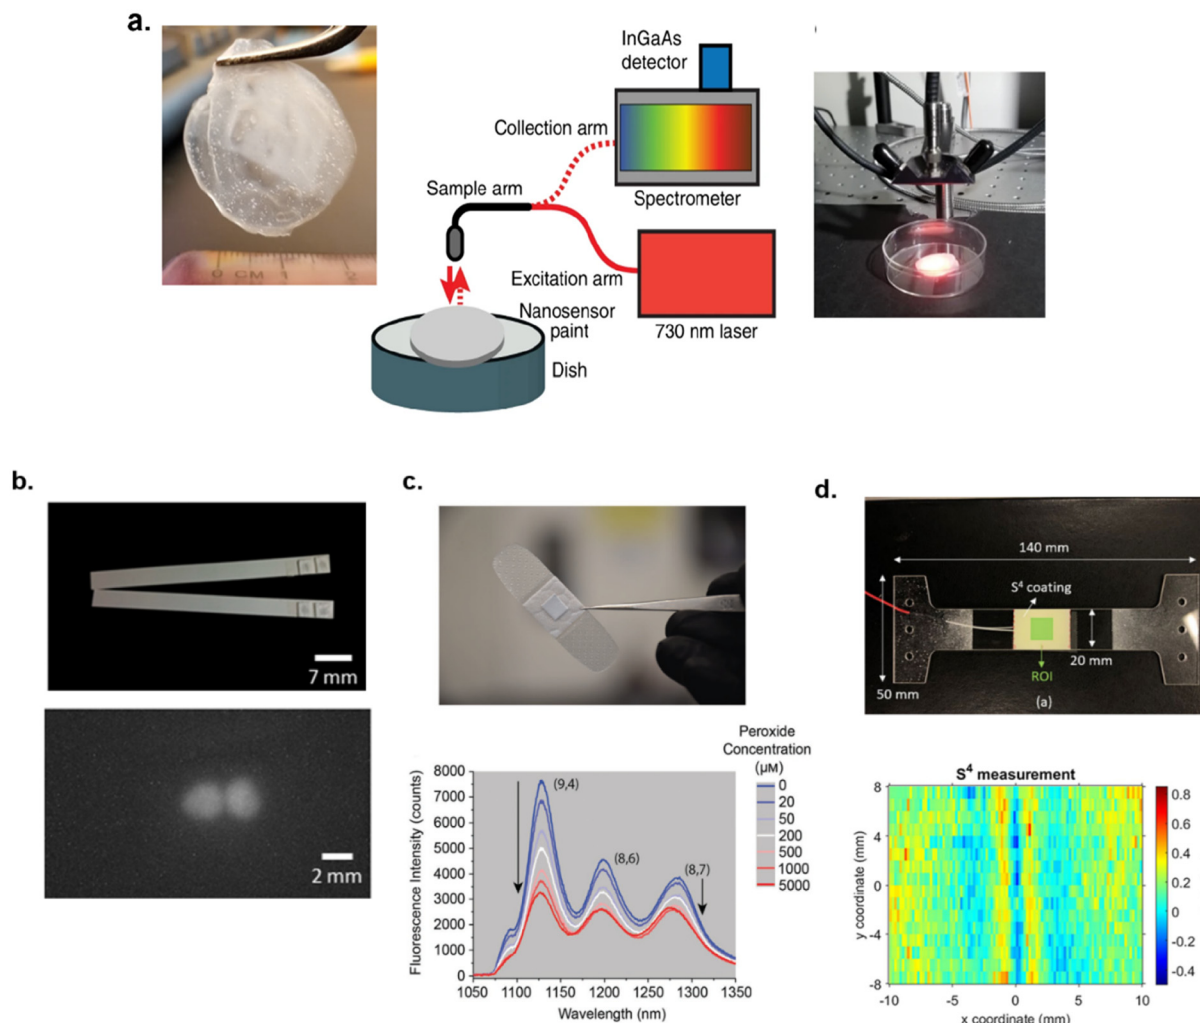 a.
InGaAs
detector
Collection arm
Sample arm
Spectrometer
Excitation arm
Nanosensor
paint
730 nm laser
Dish
0 CM 1 2
b.
7 mm
2 mm
c.
Peroxide
Concentration
(μM)
0
20
50
200
500
1000
5000
Fluorescence Intensity (counts)
8000
7000
6000
5000
4000
3000
2000
1000
0
(9,4)
(8,6)
(8,7)
1050 1100 1150 1200 1250 1300 1350
Wavelength (nm)
d.
140 mm
S⁴ coating
20 mm
50 mm
ROI
(a)
S⁴ measurement
y coordinate (mm)
8
4
0
-4
-8
-10 -5 0 5 10
x coordinate (mm)
0.8
0.6
0.4
0.2
0
-0.2
-0.4